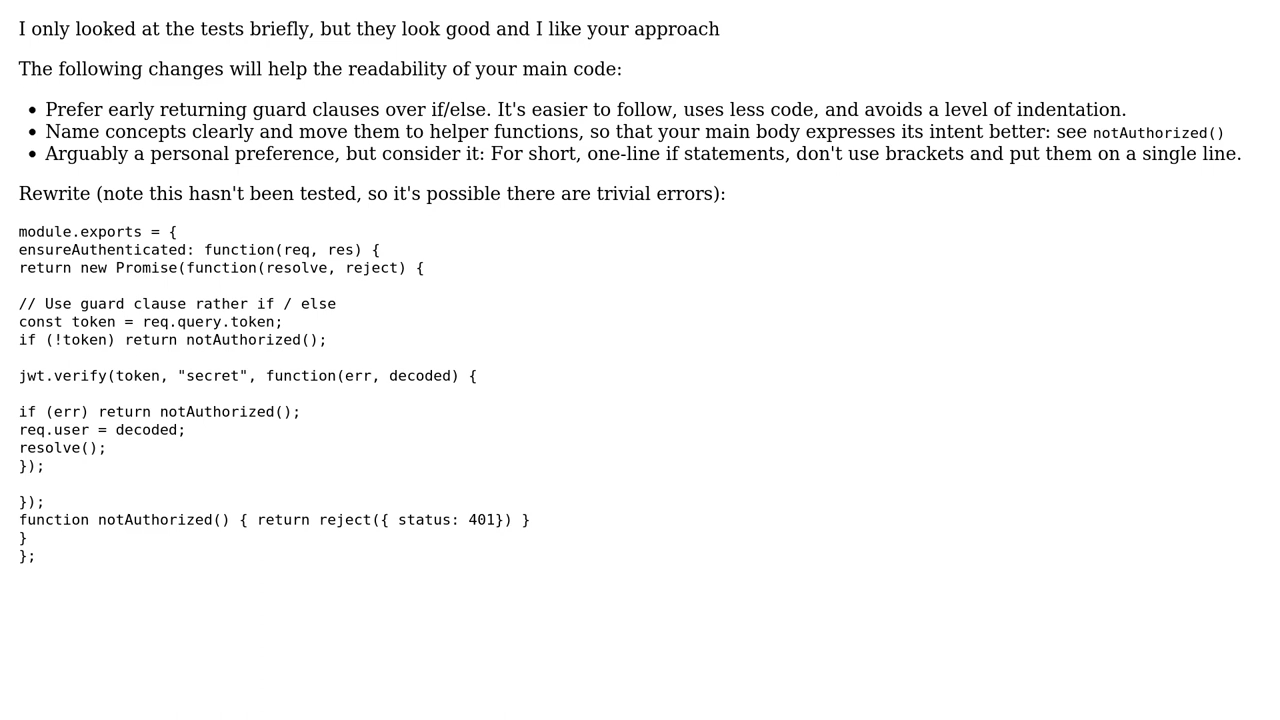 I only looked at the tests briefly, but they look good and I like your approach
The following changes will help the readability of your main code:
• Prefer early returning guard clauses over if/else. It's easier to follow, uses less code, and avoids a level of indentation.
• Name concepts clearly and move them to helper functions, so that your main body expresses its intent better: see notAuthorized()
• Arguably a personal preference, but consider it: For short, one-line if statements, don't use brackets and put them on a single line.
Rewrite (note this hasn't been tested, so it's possible there are trivial errors):
module.exports = {
ensureAuthenticated: function(req, res) {
return new Promise(function(resolve, reject) {
// Use guard clause rather if / else
const token = req.query.token;
if (!token) return notAuthorized();
jwt.verify(token, "secret", function(err, decoded) {
if (err) return notAuthorized();
req.user = decoded;
resolve();
});
});
function notAuthorized() { return reject({ status: 401}) }
}
};